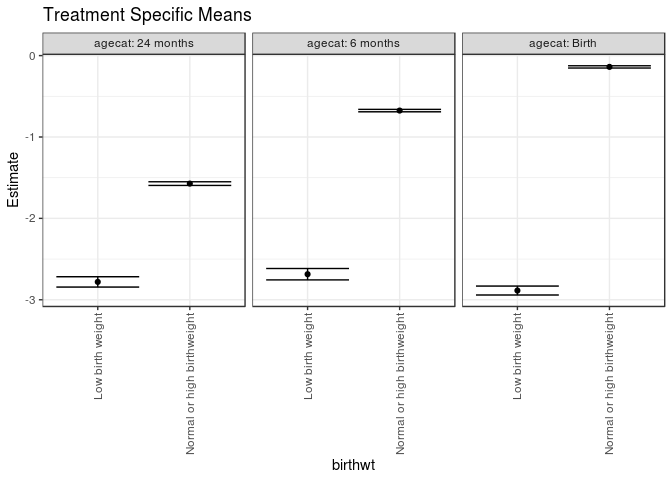 Treatment Specific Means
agecat: 24 months
agecat: 6 months
agecat: Birth
Estimate
0
-1
-2
-3
Low birth weight
Normal or high birthweight
Low birth weight
Normal or high birthweight
Low birth weight
Normal or high birthweight
birthwt